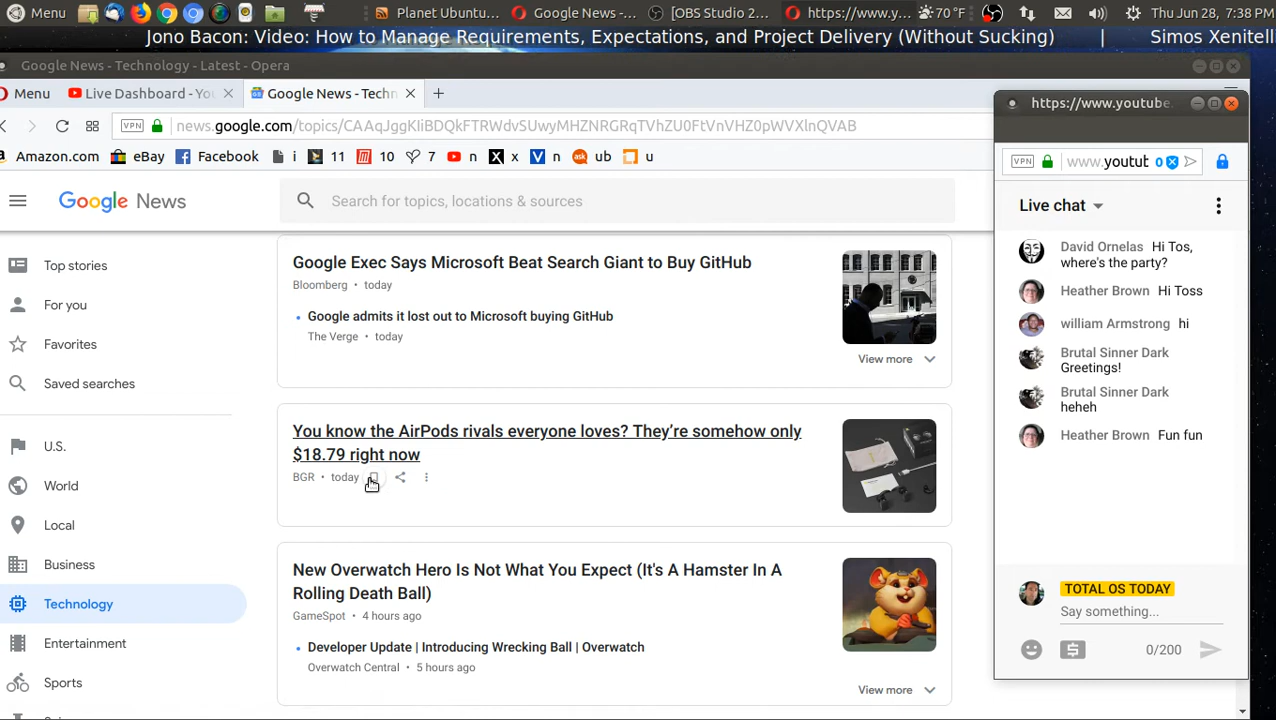 Menu
Planet Ubuntu...
Google News -...
[OBS Studio 2...
https://www.y...
70 °F
Thu Jun 28, 7:38 PM
Jono Bacon: Video: How to Manage Requirements, Expectations, and Project Delivery (Without Sucking) | Simos Xenitell
Google News - Technology - Latest - Opera
Menu
Live Dashboard - You
Google News - Techn
VPN
news.google.com/topics/CAAqJggKIiBDQkFTRWdvSUwyMHZNRGRqTVhZU0FtVnVHZ0pWVXlnQVAB
Amazon.com
eBay
Facebook
i
11
10
7
n
x
n
ub
u
Google News
Search for topics, locations & sources
Top stories
For you
Favorites
Saved searches
U.S.
World
Local
Business
Technology
Entertainment
Sports
Google Exec Says Microsoft Beat Search Giant to Buy GitHub
Bloomberg • today
Google admits it lost out to Microsoft buying GitHub
The Verge • today
View more
You know the AirPods rivals everyone loves? They're somehow only
$18.79 right now
BGR • today
New Overwatch Hero Is Not What You Expect (It's A Hamster In A
Rolling Death Ball)
GameSpot • 4 hours ago
Developer Update | Introducing Wrecking Ball | Overwatch
Overwatch Central • 5 hours ago
View more
https://www.youtube.
VPN
www.youtub
0
Live chat
David Ornelas Hi Tos,
where's the party?
Heather Brown Hi Toss
william Armstrong hi
Brutal Sinner Dark
Greetings!
Brutal Sinner Dark
heheh
Heather Brown Fun fun
TOTAL OS TODAY
Say something...
0/200